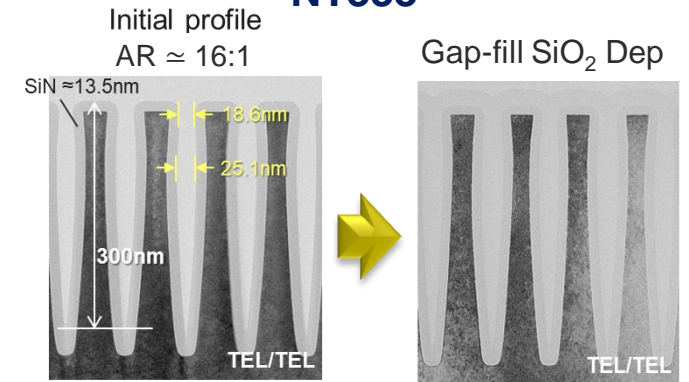 Initial profile
AR ≃ 16:1
Gap-fill SiO₂ Dep
SiN ≈13.5nm
18.6nm
25.1nm
300nm
TEL/TEL
TEL/TEL